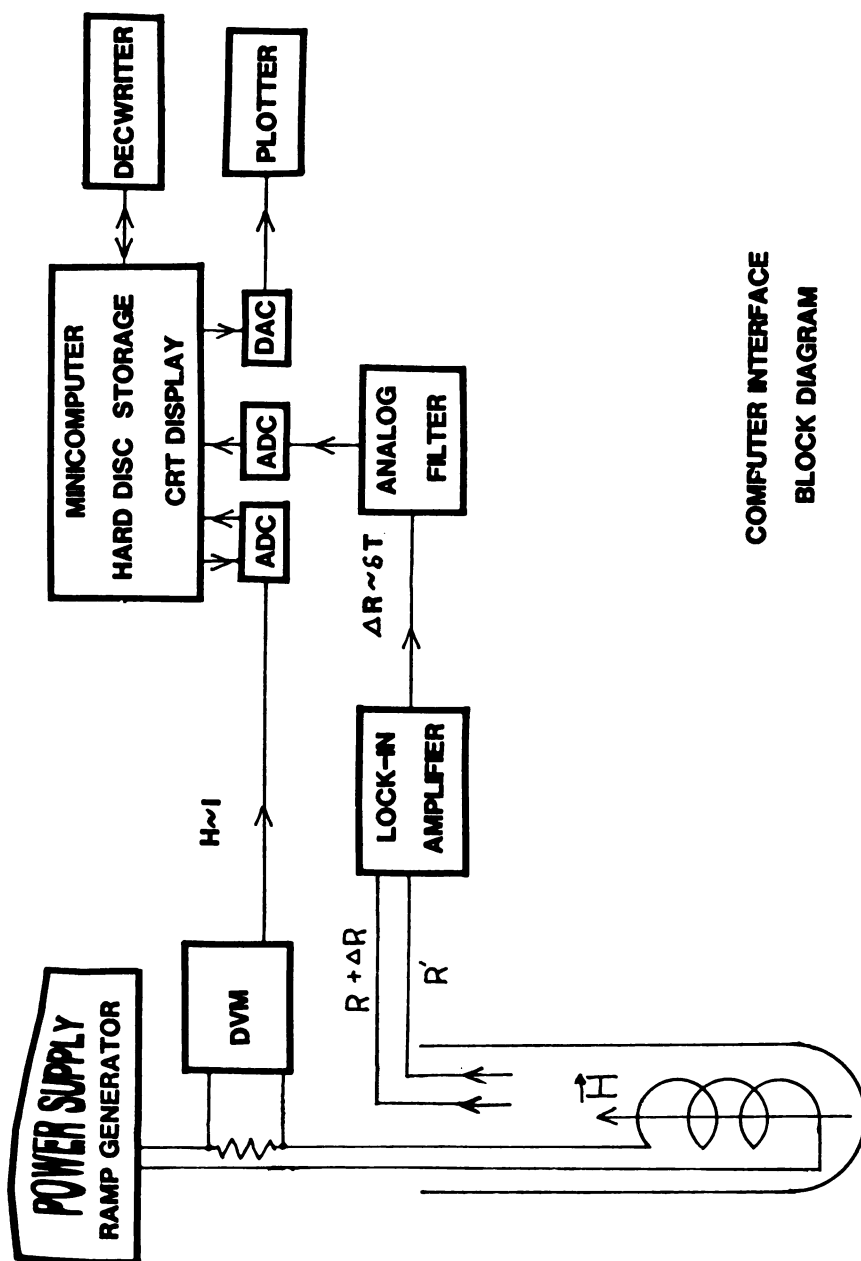 POWER SUPPLY
RAMP GENERATOR
DVM
H~I
MINICOMPUTER
HARD DISC STORAGE
CRT DISPLAY
DECWRITER
ADC
ADC
DAC
PLOTTER
R + ΔR
R'
LOCK-IN
AMPLIFIER
ΔR~δT
ANALOG
FILTER
H
COMPUTER INTERFACE
BLOCK DIAGRAM